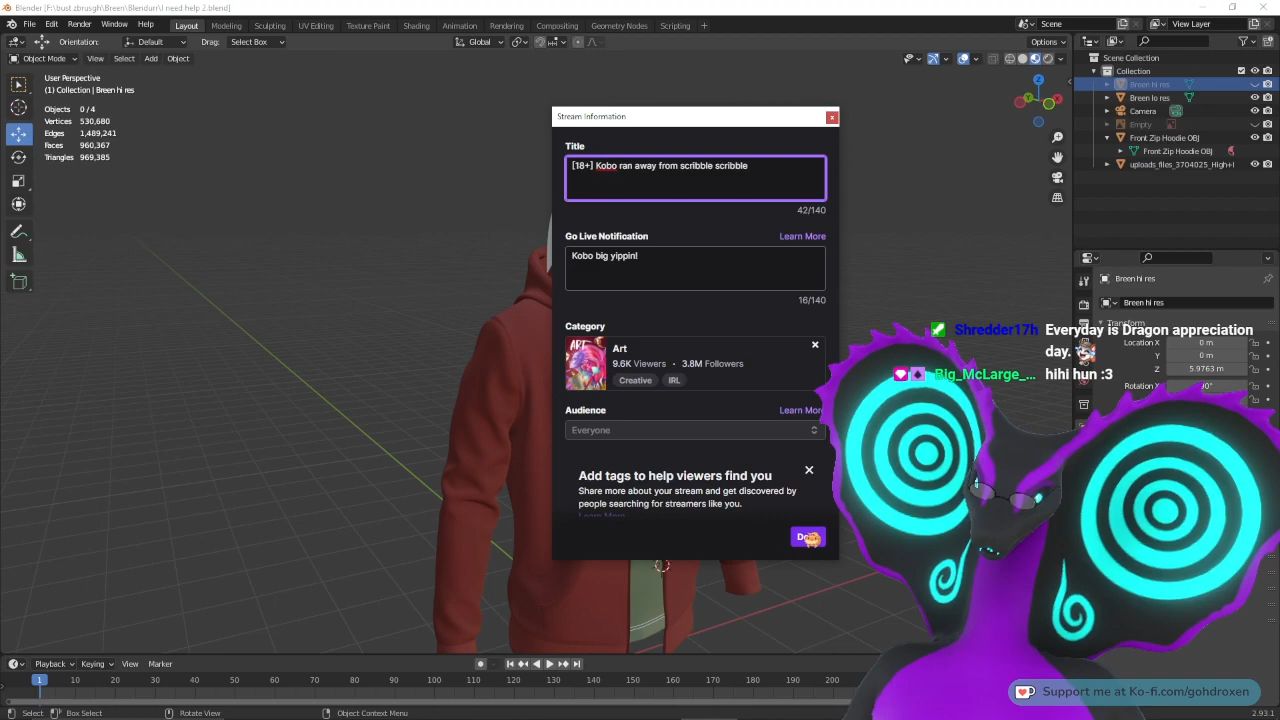 Blender [F:\bust zbrusgh\Breen\Blendurr\I need help 2.blend]
File Edit Render Window Help Layout Modeling Sculpting UV Editing Texture Paint Shading Animation Rendering Compositing Geometry Nodes Scripting + Scene View Layer
Orientation: Default Drag: Select Box Global Options
Object Mode View Select Add Object
User Perspective
(1) Collection | Breen hi res
Objects 0 / 4
Vertices 530,680
Edges 1,489,241
Faces 960,367
Triangles 969,385
Stream Information
Title
[18+] Kobo ran away from scribble scribble
42/140
Go Live Notification Learn More
Kobo big yippin!
16/140
Category
Art
9.6K Viewers • 3.8M Followers
Creative IRL
Audience Learn More
Everyone
Add tags to help viewers find you
Share more about your stream and get discovered by
people searching for streamers like you.
Learn More
Scene Collection
Collection
Breen hi res
Breen lo res
Camera
Empty
Front Zip Hoodie OBJ
Front Zip Hoodie OBJ
uploads_files_3704025_High+l
Breen hi res
Breen hi res
Transform
Location X 0 m
Y 0 m
Z 5.9763 m
Rotation X
Shredder17h Everyday is Dragon appreciation
day.
Big_McLarge_... hihi hun :3
Playback Keying View Marker
1 10 20 30 40 50 60 70 80 90 100 110 120 130 140 150 160 170 180 190 200
Select Box Select Rotate View Object Context Menu
Support me at Ko-fi.com/gohdroxen
2.93.1